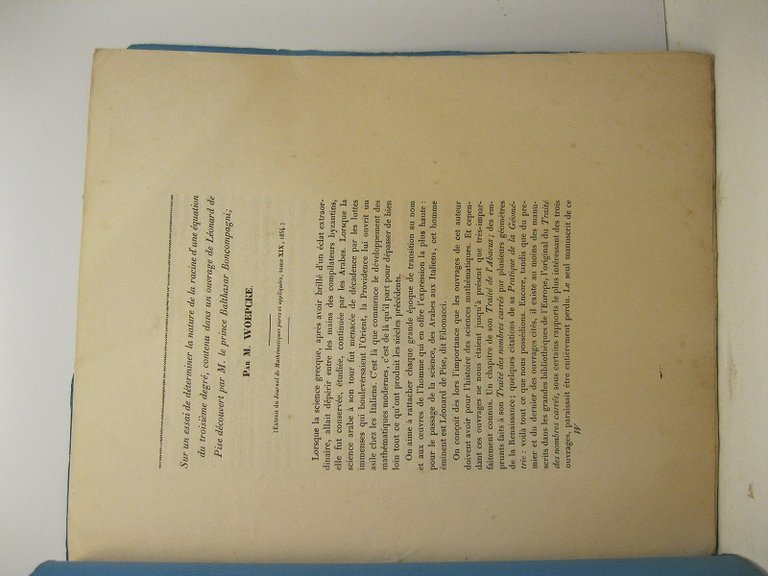 Sur un essai de déterminer la nature de la racine d'une équation
du troisième degré, contenu dans un ouvrage de Léonard de
Pise découvert par M. le prince Balthasar Boncompagni;
PAR M. WOEPCKE.
[Extrait du Journal de Mathématiques pures et appliquées, tome XIX, 1854.]
Lorsque la science grecque, après avoir brillé d'un éclat extraor-
dinaire, allait dépérir entre les mains des compilateurs byzantins,
elle fut conservée, étudiée, continuée par les Arabes. Lorsque la
science arabe à son tour fut menacée de décadence par les luttes
immenses qui bouleversaient l'Orient, la Providence lui ouvrit un
asile chez les Italiens. C'est là que commence le développement des
mathématiques modernes, c'est de là qu'il part pour dépasser de bien
loin tout ce qu'ont produit les siècles précédents.
On aime à rattacher chaque grande époque de transition au nom
et aux œuvres de l'homme qui en offre l'expression la plus haute:
pour le passage de la science, des Arabes aux Italiens, cet homme
éminent est Léonard de Pise, dit Fibonacci.
On conçoit dès lors l'importance que les ouvrages de cet auteur
doivent avoir pour l'histoire des sciences mathématiques. Et cepen-
dant ces ouvrages ne nous étaient jusqu'à présent que très-impar-
faitement connus. Un chapitre de son Traité de l'Abacus; des em-
prunts faits à son Traité des nombres carrés par plusieurs géomètres
de la Renaissance; quelques citations de sa Pratique de la Géomé-
trie: voilà tout ce que nous possédions. Encore, tandis que du pre-
mier et du dernier des ouvrages cités, il existe au moins des manu-
scrits dans les grandes bibliothèques de l'Europe, l'original du Traité
des nombres carrés, sous certains rapports le plus intéressant des trois
ouvrages, paraissait être entièrement perdu. Le seul manuscrit de ce
W